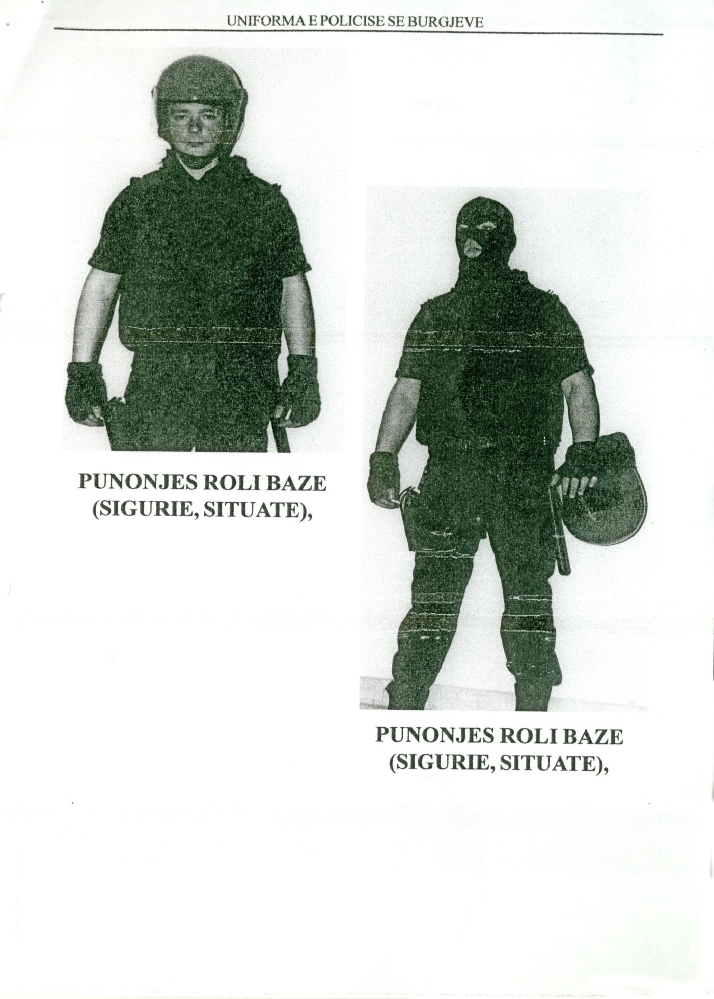 UNIFORMA E POLICISE SE BURGJEVE
PUNONJES ROLI BAZE
(SIGURIE, SITUATE),
PUNONJES ROLI BAZE
(SIGURIE, SITUATE),